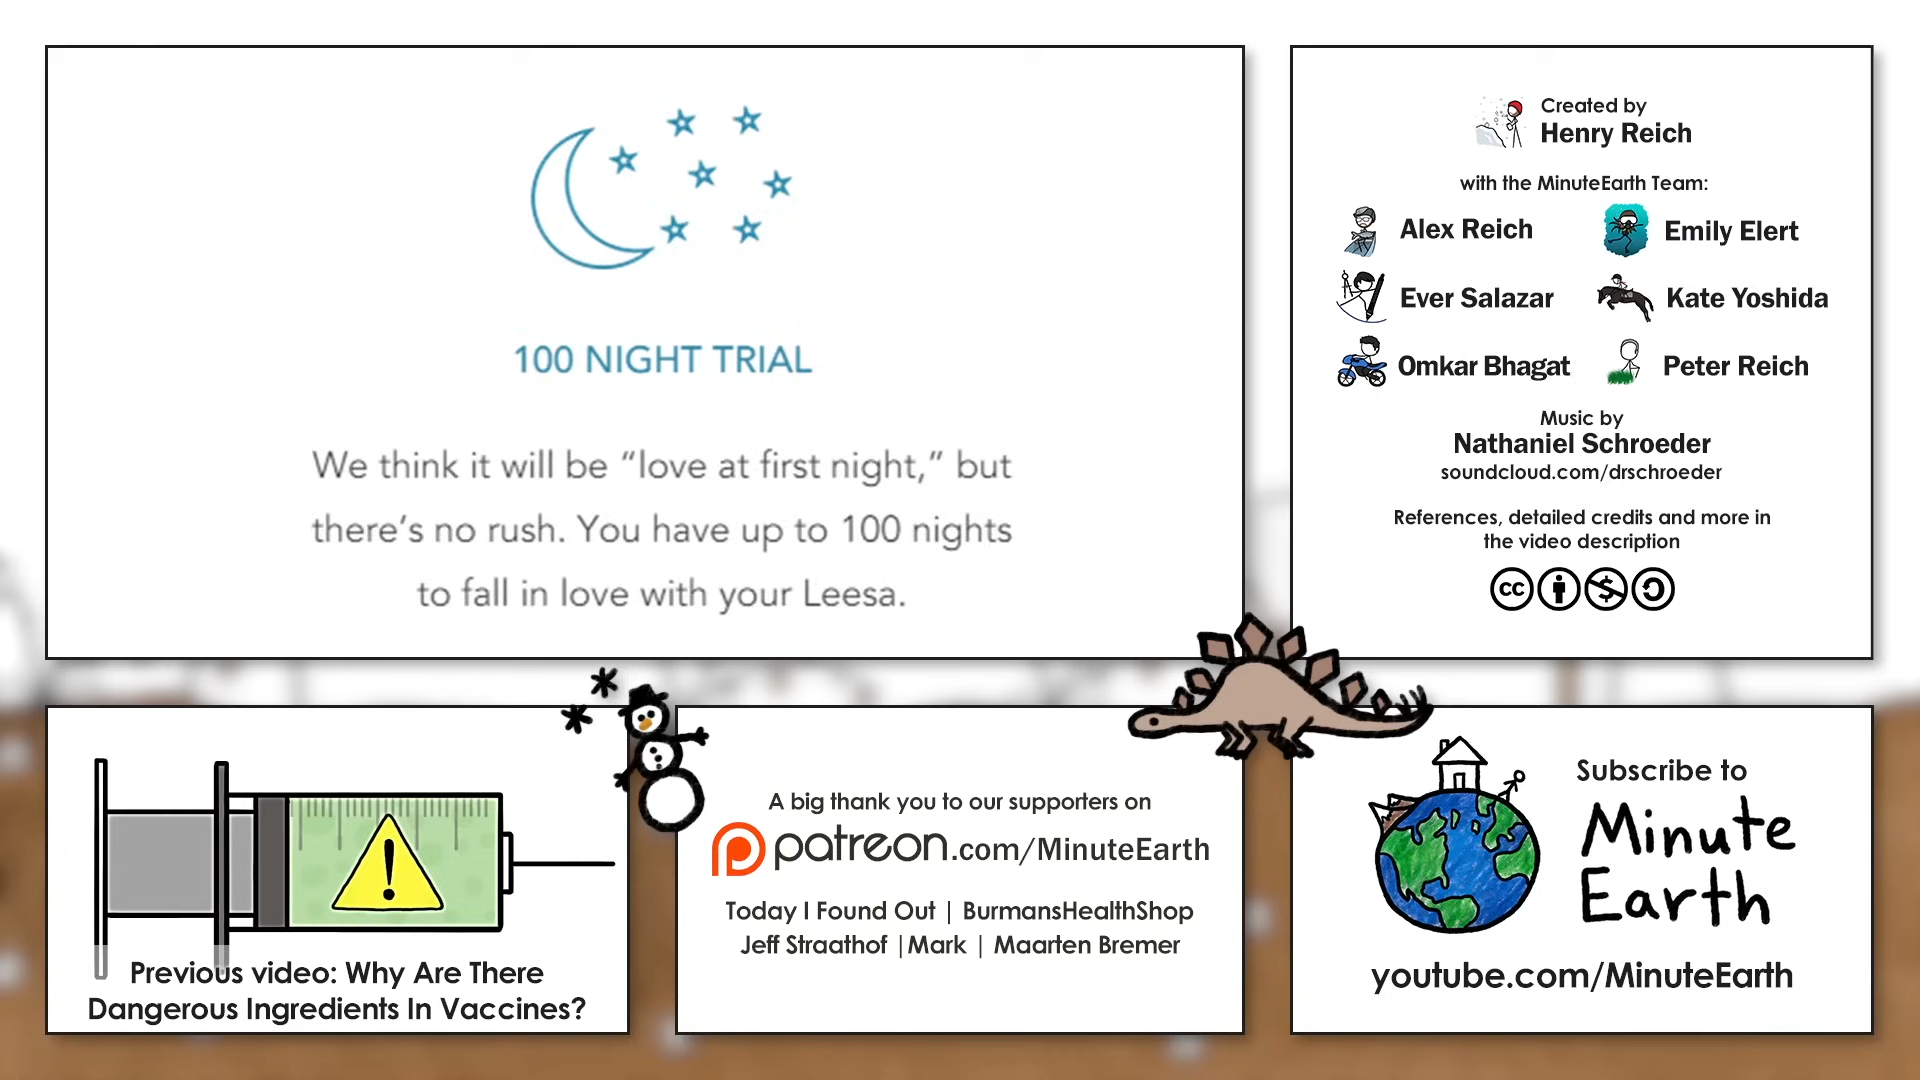 100 NIGHT TRIAL
We think it will be “love at first night,” but
there’s no rush. You have up to 100 nights
to fall in love with your Leesa.
Created by
Henry Reich
with the MinuteEarth Team:
Alex Reich
Emily Elert
Ever Salazar
Kate Yoshida
Omkar Bhagat
Peter Reich
Music by
Nathaniel Schroeder
soundcloud.com/drschroeder
References, detailed credits and more in
the video description
cc
Previous video: Why Are There
Dangerous Ingredients In Vaccines?
A big thank you to our supporters on
patreon.com/MinuteEarth
Today I Found Out | BurmansHealthShop
Jeff Straathof |Mark | Maarten Bremer
Subscribe to
Minute
Earth
youtube.com/MinuteEarth